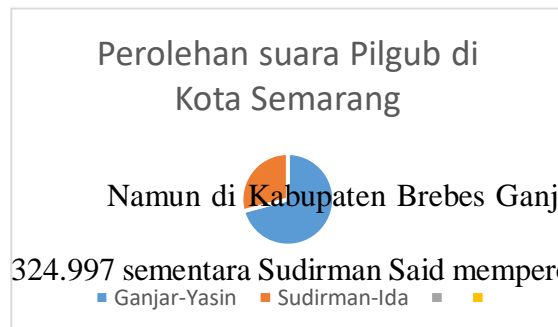 Perolehan suara Pilgub di
Kota Semarang
Namun di Kabupaten Brebes Ganj
324.997 sementara Sudirman Said memper
Ganjar-Yasin Sudirman-Ida